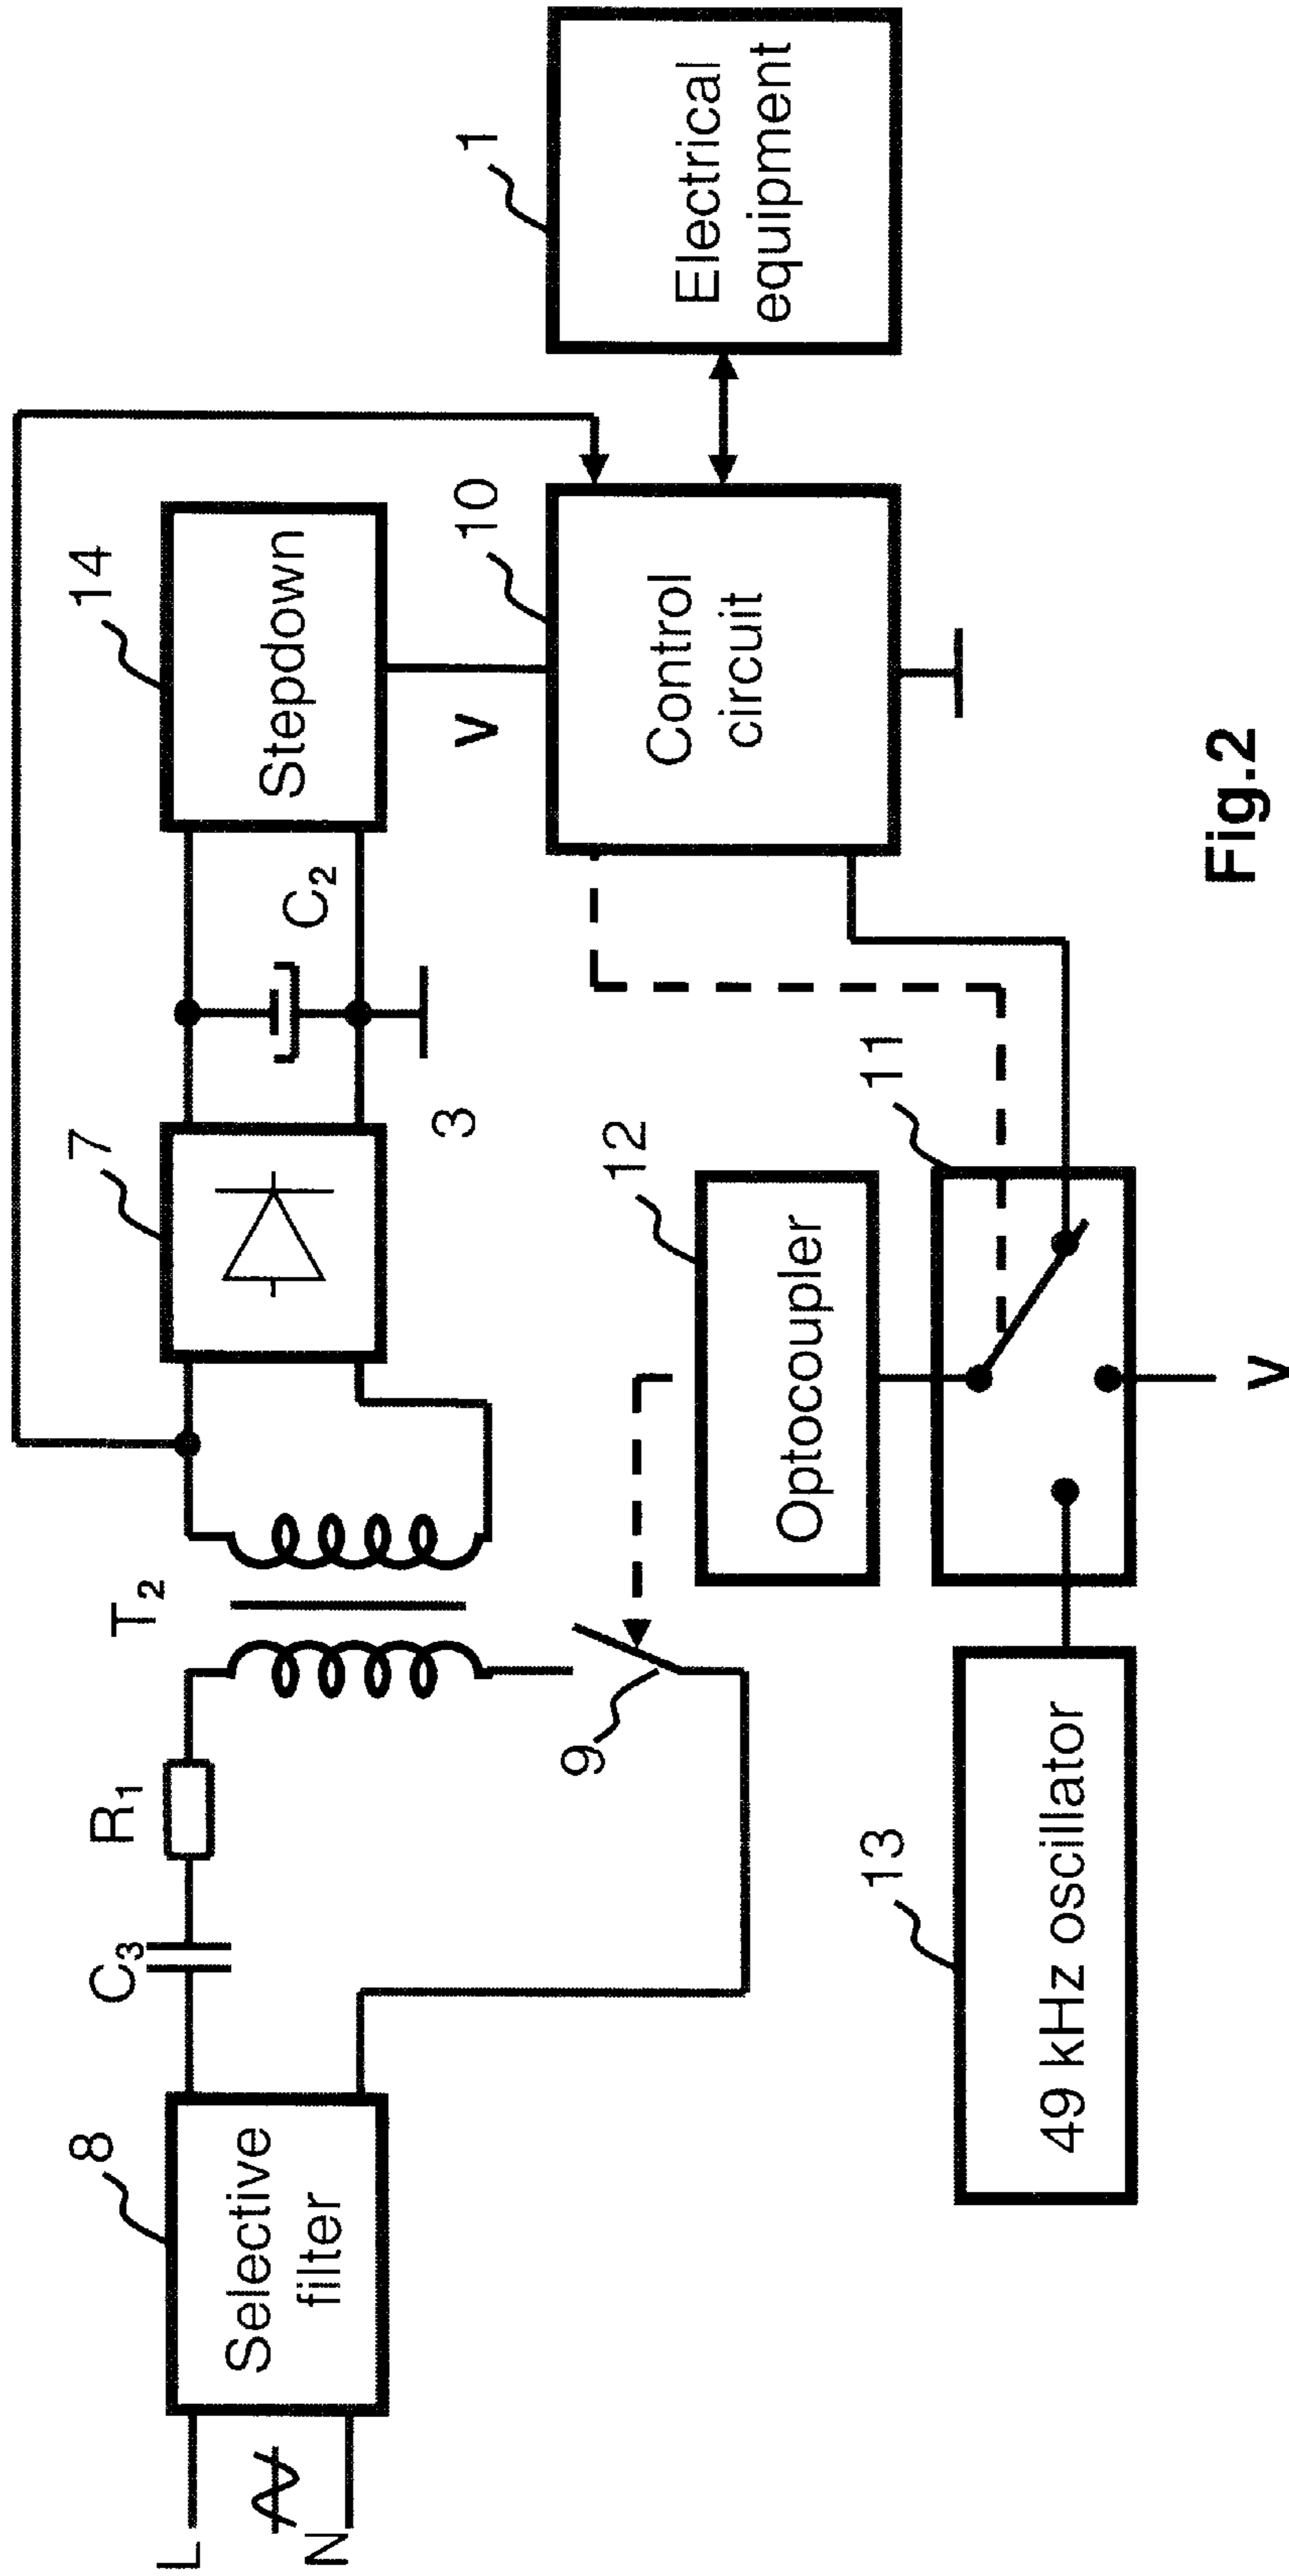 L
N
8
Selective
filter
C3
R1
T2
9
7
3
C2
14
Stepdown
V
10
Control
circuit
1
Electrical
equipment
12
Optocoupler
11
V
13
49 kHz oscillator
Fig.2